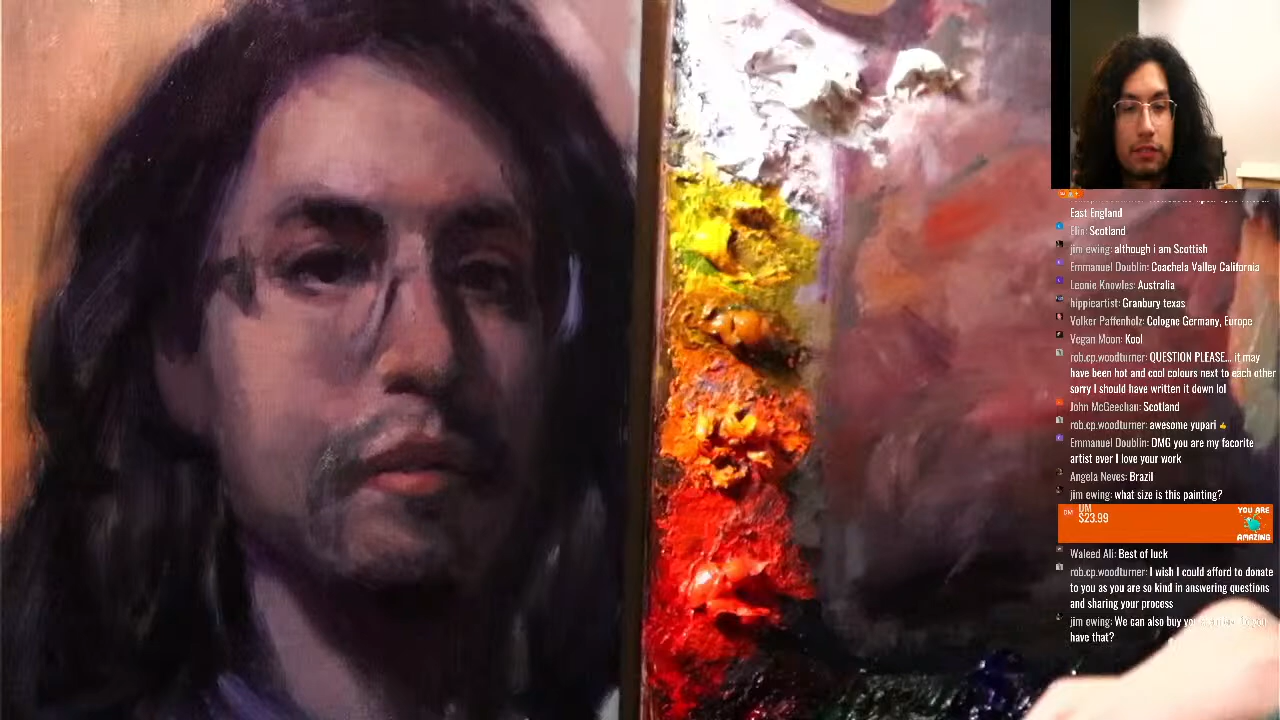 East England
Elin: Scotland
jim ewing: although i am Scottish
Emmanuel Doublin: Coachela Valley California
Leonie Knowles: Australia
hippieartist: Granbury texas
Volker Paffenholz: Cologne Germany, Europe
Vegan Moon: Kool
rob.cp.woodturner: QUESTION PLEASE... it may
have been hot and cool colours next to each other
sorry I should have written it down lol
John McGeechan: Scotland
rob.cp.woodturner: awesome yupari 👍
Emmanuel Doublin: OMG you are my facorite
artist ever I love your work
Angela Neves: Brazil
jim ewing: what size is this painting?
DM
DM
$23.99
YOU ARE
AMAZING
Waleed Ali: Best of luck
rob.cp.woodturner: I wish I could afford to donate
to you as you are so kind in answering questions
and sharing your process
jim ewing: We can also buy
have that?